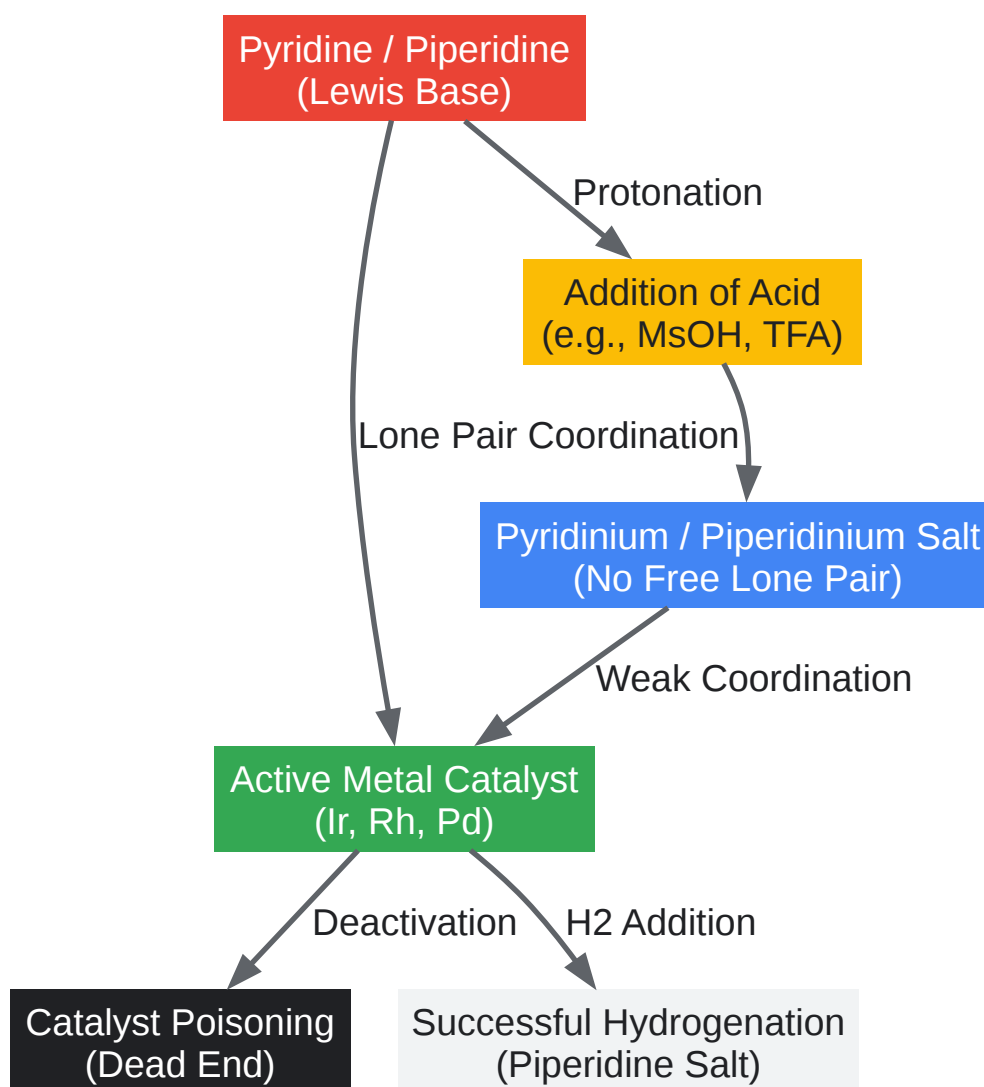 Pyridine / Piperidine
(Lewis Base)
Protonation
Addition of Acid
(e.g., MsOH, TFA)
Lone Pair Coordination
Pyridinium / Piperidinium Salt
(No Free Lone Pair)
Weak Coordination
Active Metal Catalyst
(Ir, Rh, Pd)
Deactivation
H2 Addition
Catalyst Poisoning
(Dead End)
Successful Hydrogenation
(Piperidine Salt)